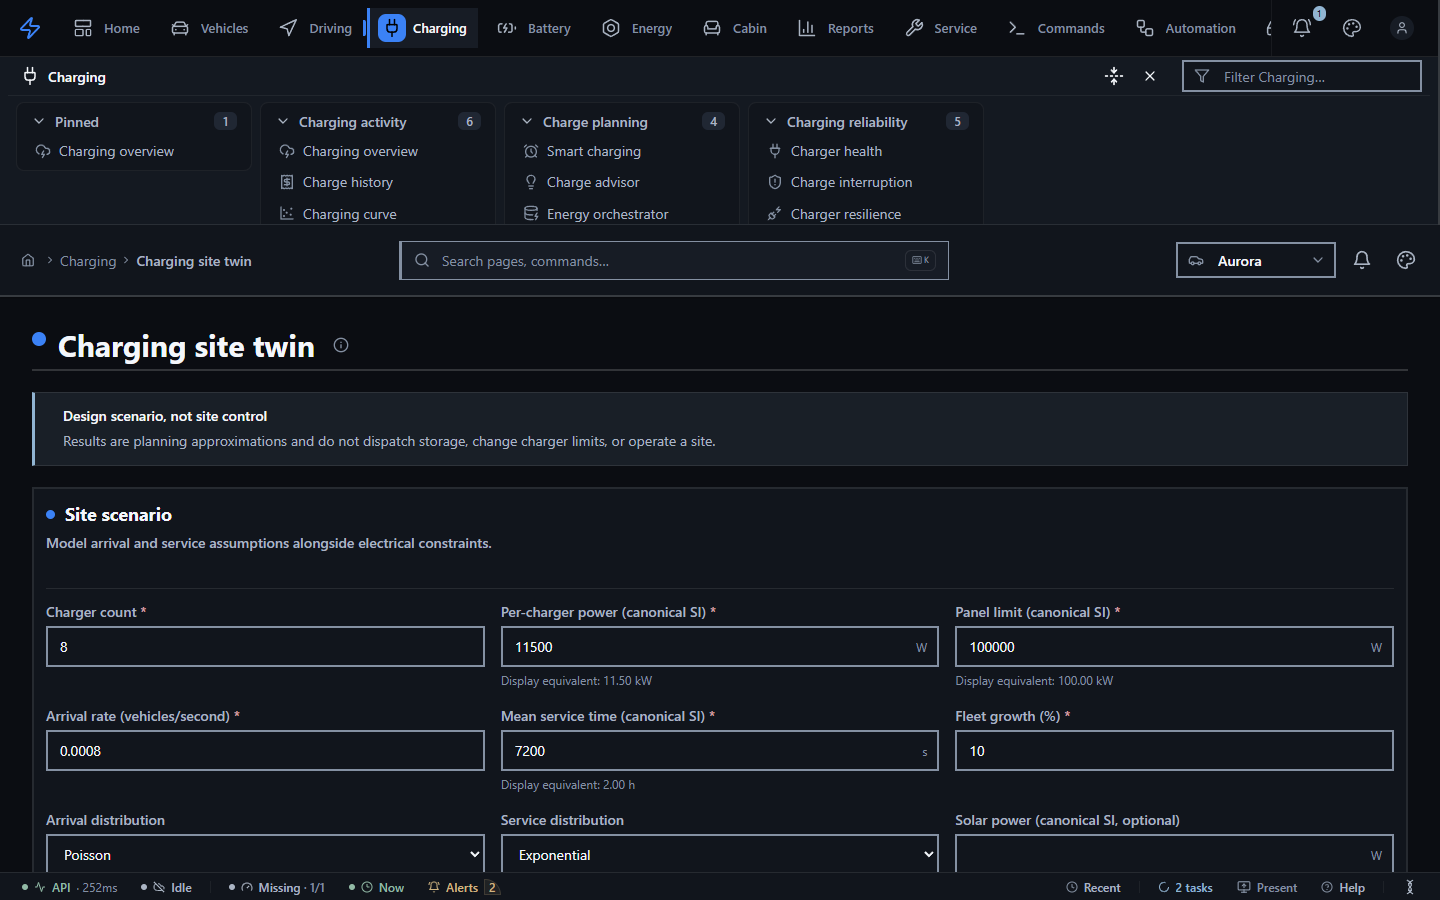 Home
Vehicles
Driving
Charging
Battery
Energy
Cabin
Reports
Service
Commands
Automation
1
Charging
Filter Charging...
Pinned 1
Charging overview
Charging activity 6
Charging overview
Charge history
Charging curve
Charge planning 4
Smart charging
Charge advisor
Energy orchestrator
Charging reliability 5
Charger health
Charge interruption
Charger resilience
Charging
Charging site twin
Search pages, commands...
K
Aurora
Charging site twin
Design scenario, not site control
Results are planning approximations and do not dispatch storage, change charger limits, or operate a site.
Site scenario
Model arrival and service assumptions alongside electrical constraints.
Charger count *
8
Per-charger power (canonical SI) *
11500 W
Display equivalent: 11.50 kW
Panel limit (canonical SI) *
100000 W
Display equivalent: 100.00 kW
Arrival rate (vehicles/second) *
0.0008
Mean service time (canonical SI) *
7200 s
Display equivalent: 2.00 h
Fleet growth (%) *
10
Arrival distribution
Poisson
Service distribution
Exponential
Solar power (canonical SI, optional)
W
API · 252ms
Idle
Missing · 1/1
Now
Alerts 2
Recent
2 tasks
Present
Help